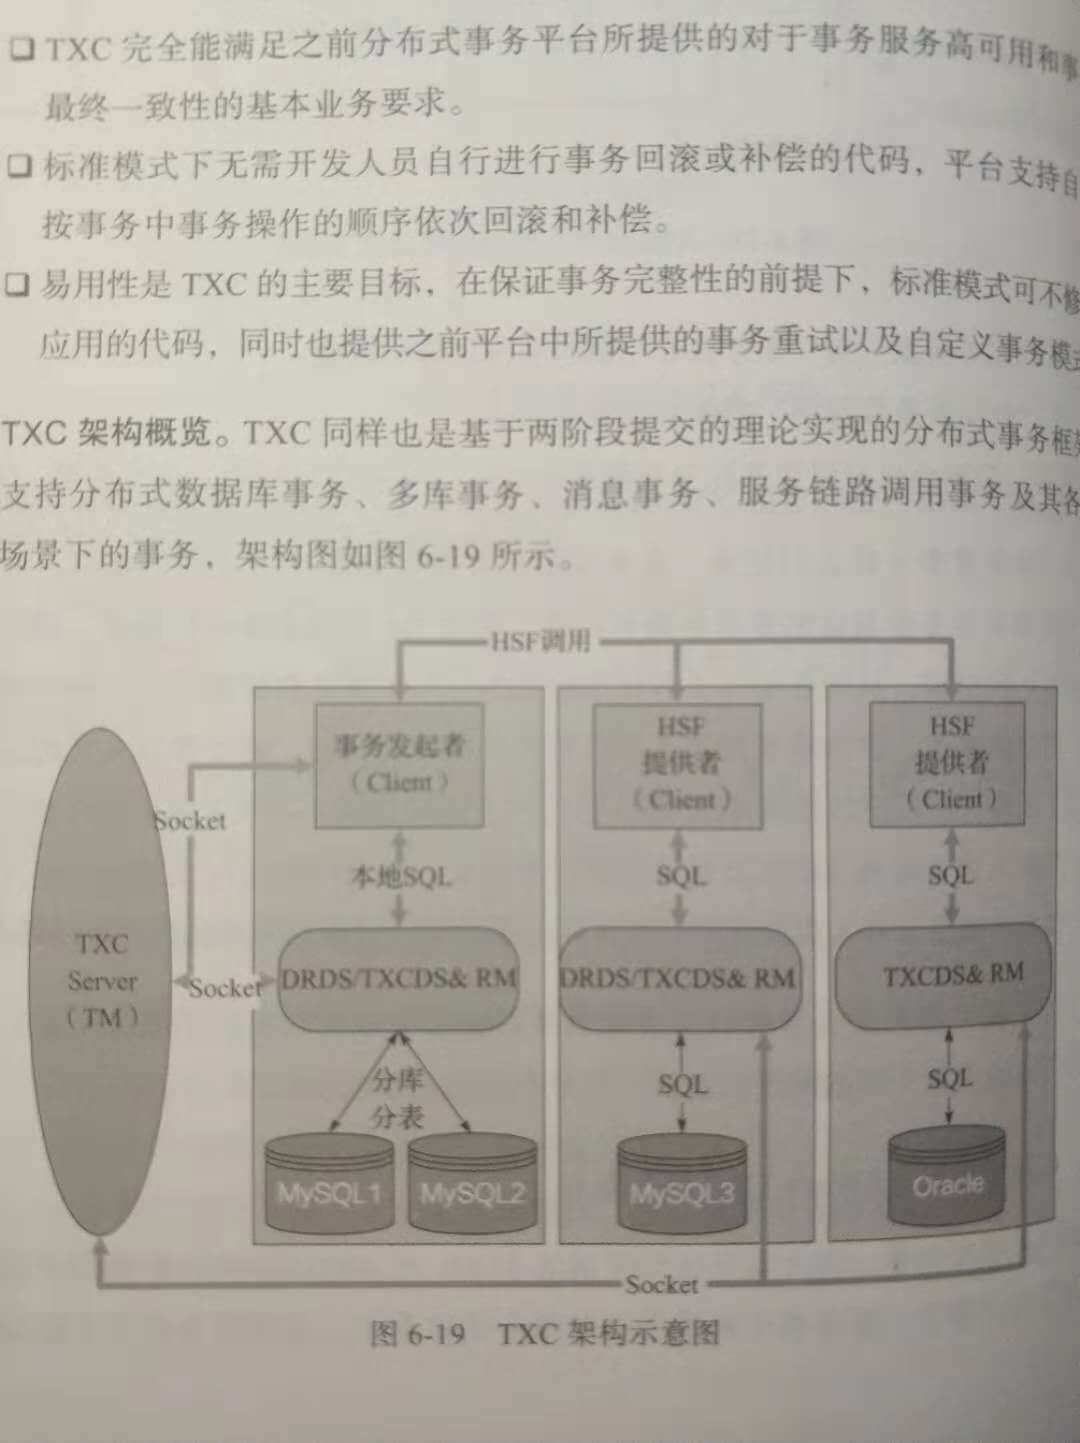 TXC 完全能满足之前分布式事务平台所提供的对于事务服务高可用和事
最终一致性的基本业务要求。
标准模式下无需开发人员自行进行事务回滚或补偿的代码，平台支持自
按事务中事务操作的顺序依次回滚和补偿。
易用性是 TXC 的主要目标，在保证事务完整性的前提下，标准模式可不修
应用的代码，同时也提供之前平台中所提供的事务重试以及自定义事务模式
TXC 架构概览。TXC 同样也是基于两阶段提交的理论实现的分布式事务框架
支持分布式数据库事务、多库事务、消息事务、服务链路调用事务及其各
场景下的事务，架构图如图 6-19 所示。
HSF调用
事务发起者
（Client）
HSF
提供者
（Client）
HSF
提供者
（Client）
Socket
本地SQL
SQL
SQL
TXC
Server
（TM）
Socket
DRDS/TXCDS& RM
DRDS/TXCDS& RM
TXCDS& RM
分库
分表
SQL
SQL
MySQL1
MySQL2
MySQL3
Oracle
Socket
图 6-19 TXC 架构示意图